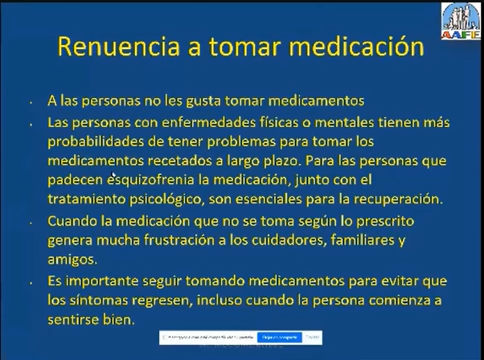 AAFE
Renuencia a tomar medicación
A las personas no les gusta tomar medicamentos
Las personas con enfermedades físicas o mentales tienen más
probabilidades de tener problemas para tomar los
medicamentos recetados a largo plazo. Para las personas que
padecen esquizofrenia la medicación, junto con el
tratamiento psicológico, son esenciales para la recuperación.
Cuando la medicación que no se toma según lo prescrito
genera mucha frustración a los cuidadores, familiares y
amigos.
Es importante seguir tomando medicamentos para evitar que
los síntomas regresen, incluso cuando la persona comienza a
sentirse bien.